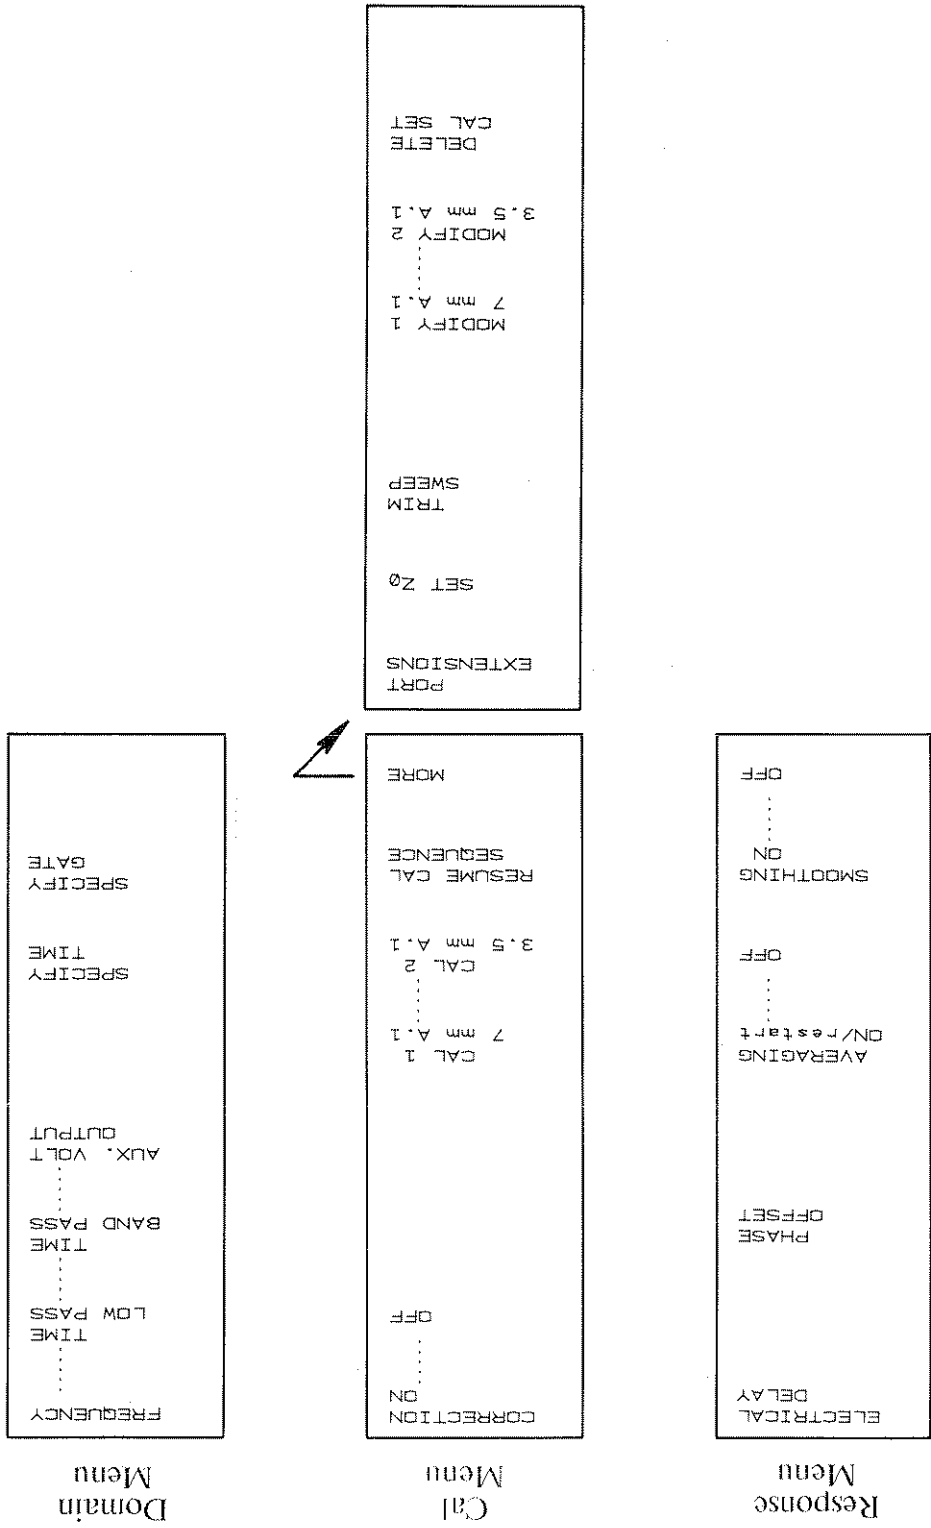 Response
Menu
ELECTRICAL
DELAY
PHASE
OFFSET
AVERAGING
ON/restart
OFF
SMOOTHING
ON
OFF
Cal
Menu
CORRECTION
ON
OFF
CAL 1
7 mm A.1
CAL 2
3.5 mm A.1
RESUME CAL
SEQUENCE
MORE
PORT
EXTENSIONS
SET Z0
TRIM
SWEEP
MODIFY 1
7 mm A.1
MODIFY 2
3.5 mm A.1
DELETE
CAL SET
Domain
Menu
FREQUENCY
TIME
LOW PASS
TIME
BAND PASS
AUX. VOLT
OUTPUT
SPECIFY
TIME
SPECIFY
GATE